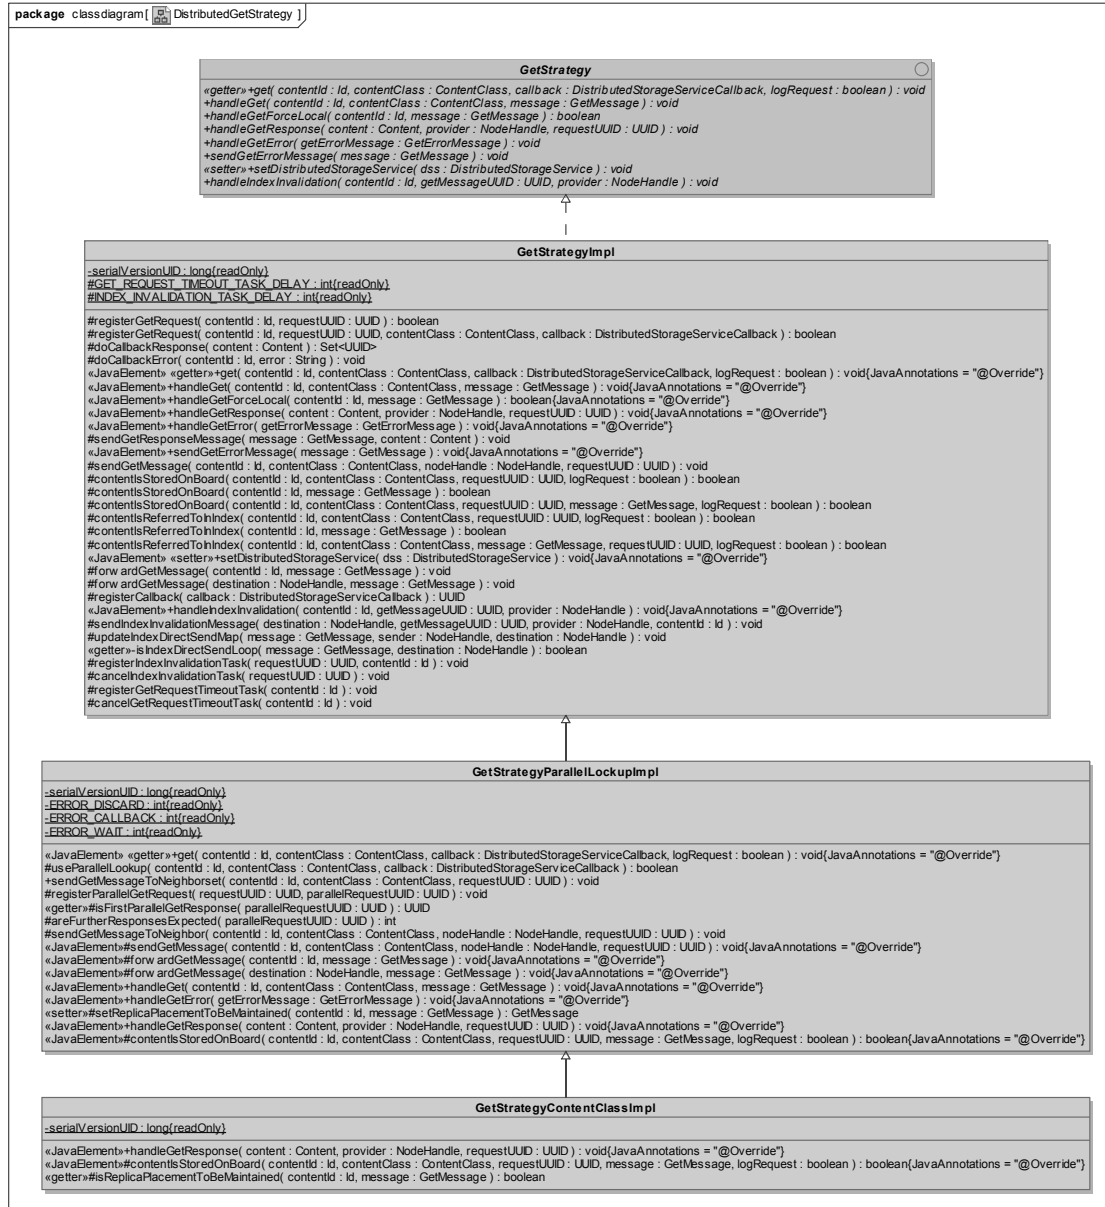 package classdiagram[ DistributedGetStrategy ]
GetStrategy
«getter»+get( contentId : Id, contentClass : ContentClass, callback : DistributedStorageServiceCallback, logRequest : boolean ) : void
+handleGet( contentId : Id, contentClass : ContentClass, message : GetMessage ) : void
+handleGetForceLocal( contentId : Id, message : GetMessage ) : boolean
+handleGetResponse( content : Content, provider : NodeHandle, requestUUID : UUID ) : void
+handleGetError( getErrorMessage : GetErrorMessage ) : void
+sendGetErrorMessage( message : GetMessage ) : void
«setter»+setDistributedStorageService( dss : DistributedStorageService ) : void
+handleIndexInvalidation( contentId : Id, getMessageUUID : UUID, provider : NodeHandle ) : void
GetStrategyImpl
-serialVersionUID : long{readOnly}
#GET_REQUEST_TIMEOUT_TASK_DELAY : int{readOnly}
#INDEX_INVALIDATION_TASK_DELAY : int{readOnly}
#registerGetRequest( contentId : Id, requestUUID : UUID ) : boolean
#registerGetRequest( contentId : Id, requestUUID : UUID, contentClass : ContentClass, callback : DistributedStorageServiceCallback ) : boolean
#doCallbackResponse( content : Content ) : Set<UUID>
#doCallbackError( contentId : Id, error : String ) : void
«JavaElement» «getter»+get( contentId : Id, contentClass : ContentClass, callback : DistributedStorageServiceCallback, logRequest : boolean ) : void{JavaAnnotations = "@Override"}
«JavaElement»+handleGet( contentId : Id, contentClass : ContentClass, message : GetMessage ) : void{JavaAnnotations = "@Override"}
«JavaElement»+handleGetForceLocal( contentId : Id, message : GetMessage ) : boolean{JavaAnnotations = "@Override"}
«JavaElement»+handleGetResponse( content : Content, provider : NodeHandle, requestUUID : UUID ) : void{JavaAnnotations = "@Override"}
«JavaElement»+handleGetError( getErrorMessage : GetErrorMessage ) : void{JavaAnnotations = "@Override"}
#sendGetResponseMessage( message : GetMessage, content : Content ) : void
«JavaElement»+sendGetErrorMessage( message : GetMessage ) : void{JavaAnnotations = "@Override"}
#sendGetMessage( contentId : Id, contentClass : ContentClass, nodeHandle : NodeHandle, requestUUID : UUID ) : void
#contentIsStoredOnBoard( contentId : Id, contentClass : ContentClass, requestUUID : UUID, logRequest : boolean ) : boolean
#contentIsStoredOnBoard( contentId : Id, message : GetMessage ) : boolean
#contentIsStoredOnBoard( contentId : Id, contentClass : ContentClass, requestUUID : UUID, message : GetMessage, logRequest : boolean ) : boolean
#contentIsReferredToInIndex( contentId : Id, contentClass : ContentClass, requestUUID : UUID, logRequest : boolean ) : boolean
#contentIsReferredToInIndex( contentId : Id, message : GetMessage ) : boolean
#contentIsReferredToInIndex( contentId : Id, contentClass : ContentClass, message : GetMessage, requestUUID : UUID, logRequest : boolean ) : boolean
«JavaElement» «setter»+setDistributedStorageService( dss : DistributedStorageService ) : void{JavaAnnotations = "@Override"}
#forwardGetMessage( contentId : Id, message : GetMessage ) : void
#forwardGetMessage( destination : NodeHandle, message : GetMessage ) : void
#registerCallback( callback : DistributedStorageServiceCallback ) : UUID
«JavaElement»+handleIndexInvalidation( contentId : Id, getMessageUUID : UUID, provider : NodeHandle ) : void{JavaAnnotations = "@Override"}
#sendIndexInvalidationMessage( destination : NodeHandle, getMessageUUID : UUID, provider : NodeHandle, contentId : Id ) : void
#updateIndexDirectSendMap( message : GetMessage, sender : NodeHandle, destination : NodeHandle ) : void
«getter»-isIndexDirectSendLoop( message : GetMessage, destination : NodeHandle ) : boolean
#registerIndexInvalidationTask( requestUUID : UUID, contentId : Id ) : void
#cancelIndexInvalidationTask( requestUUID : UUID ) : void
#registerGetRequestTimeoutTask( contentId : Id ) : void
#cancelGetRequestTimeoutTask( contentId : Id ) : void
GetStrategyParallelLockupImpl
-serialVersionUID : long{readOnly}
-ERROR_DISCARD : int{readOnly}
-ERROR_CALLBACK : int{readOnly}
-ERROR_WAIT : int{readOnly}
«JavaElement» «getter»+get( contentId : Id, contentClass : ContentClass, callback : DistributedStorageServiceCallback, logRequest : boolean ) : void{JavaAnnotations = "@Override"}
#useParallelLookup( contentId : Id, contentClass : ContentClass, callback : DistributedStorageServiceCallback ) : boolean
+sendGetMessageToNeighborset( contentId : Id, contentClass : ContentClass, requestUUID : UUID ) : void
#registerParallelGetRequest( requestUUID : UUID, parallelRequestUUID : UUID ) : void
«getter»#isFirstParallelGetResponse( parallelRequestUUID : UUID ) : UUID
#areFurtherResponsesExpected( parallelRequestUUID : UUID ) : int
#sendGetMessageToNeighbor( contentId : Id, contentClass : ContentClass, nodeHandle : NodeHandle, requestUUID : UUID ) : void
«JavaElement»#sendGetMessage( contentId : Id, contentClass : ContentClass, nodeHandle : NodeHandle, requestUUID : UUID ) : void{JavaAnnotations = "@Override"}
«JavaElement»#forwardGetMessage( contentId : Id, message : GetMessage ) : void{JavaAnnotations = "@Override"}
«JavaElement»#forwardGetMessage( destination : NodeHandle, message : GetMessage ) : void{JavaAnnotations = "@Override"}
«JavaElement»+handleGet( contentId : Id, contentClass : ContentClass, message : GetMessage ) : void{JavaAnnotations = "@Override"}
«JavaElement»+handleGetError( getErrorMessage : GetErrorMessage ) : void{JavaAnnotations = "@Override"}
«setter»#setReplicaPlacementToBeMaintained( contentId : Id, message : GetMessage ) : GetMessage
«JavaElement»+handleGetResponse( content : Content, provider : NodeHandle, requestUUID : UUID ) : void{JavaAnnotations = "@Override"}
«JavaElement»#contentIsStoredOnBoard( contentId : Id, contentClass : ContentClass, requestUUID : UUID, message : GetMessage, logRequest : boolean ) : boolean{JavaAnnotations = "@Override"}
GetStrategyContentClassImpl
-serialVersionUID : long{readOnly}
«JavaElement»+handleGetResponse( content : Content, provider : NodeHandle, requestUUID : UUID ) : void{JavaAnnotations = "@Override"}
«JavaElement»#contentIsStoredOnBoard( contentId : Id, contentClass : ContentClass, requestUUID : UUID, message : GetMessage, logRequest : boolean ) : boolean{JavaAnnotations = "@Override"}
«getter»#isReplicaPlacementToBeMaintained( contentId : Id, message : GetMessage ) : boolean